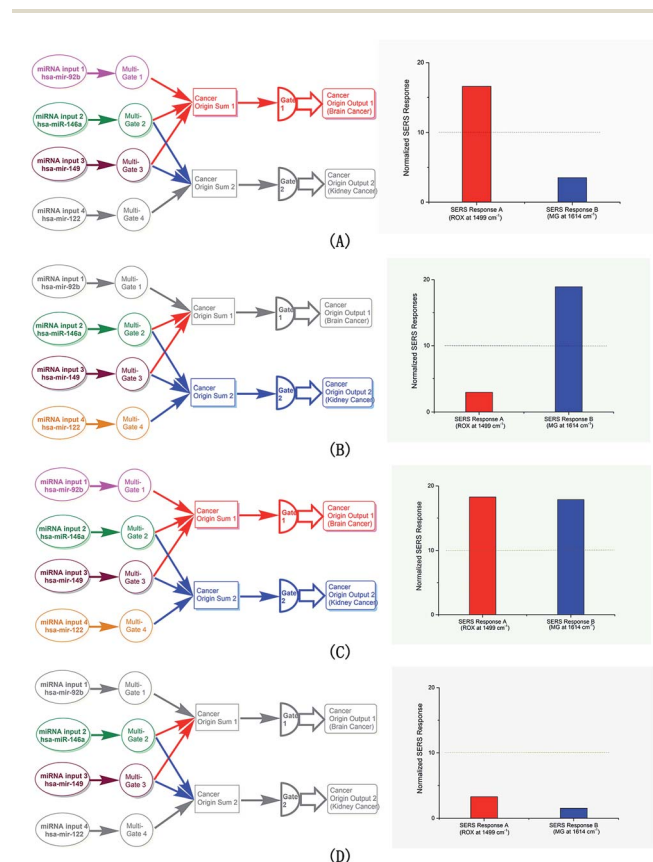 miRNA input 1
hsa-mir-92b
Multi-
Gate 1
miRNA input 2
hsa-miR-146a
Multi-
Gate 2
miRNA input 3
hsa-mir-149
Multi-
Gate 3
miRNA input 4
hsa-mir-122
Multi-
Gate 4
Cancer
Origin Sum 1
Cancer
Origin Sum 2
Gate
1
Gate
2
Cancer
Origin Output 1
(Brain Cancer)
Cancer
Origin Output 2
(Kidney Cancer)
Normalized SERS Response
20
10
0
SERS Response A
(ROX at 1499 cm⁻¹)
SERS Response B
(MG at 1614 cm⁻¹)
(A)
miRNA input 1
hsa-mir-92b
Multi-
Gate 1
miRNA input 2
hsa-miR-146a
Multi-
Gate 2
miRNA input 3
hsa-mir-149
Multi-
Gate 3
miRNA input 4
hsa-mir-122
Multi-
Gate 4
Cancer
Origin Sum 1
Cancer
Origin Sum 2
Gate
1
Gate
2
Cancer
Origin Output 1
(Brain Cancer)
Cancer
Origin Output 2
(Kidney Cancer)
Normalized SERS Responses
20
10
0
SERS Response A
(ROX at 1499 cm⁻¹)
SERS Response B
(MG at 1614 cm⁻¹)
(B)
miRNA input 1
hsa-mir-92b
Multi-
Gate 1
miRNA input 2
hsa-miR-146a
Multi-
Gate 2
miRNA input 3
hsa-mir-149
Multi-
Gate 3
miRNA input 4
hsa-mir-122
Multi-
Gate 4
Cancer
Origin Sum 1
Cancer
Origin Sum 2
Gate
1
Gate
2
Cancer
Origin Output 1
(Brain Cancer)
Cancer
Origin Output 2
(Kidney Cancer)
Normalized SERS Response
20
10
0
SERS Response A
(ROX at 1499 cm⁻¹)
SERS Response B
(MG at 1614 cm⁻¹)
(C)
miRNA input 1
hsa-mir-92b
Multi-
Gate 1
miRNA input 2
hsa-miR-146a
Multi-
Gate 2
miRNA input 3
hsa-mir-149
Multi-
Gate 3
miRNA input 4
hsa-mir-122
Multi-
Gate 4
Cancer
Origin Sum 1
Cancer
Origin Sum 2
Gate
1
Gate
2
Cancer
Origin Output 1
(Brain Cancer)
Cancer
Origin Output 2
(Kidney Cancer)
Normalized SERS Response
20
10
0
SERS Response A
(ROX at 1499 cm⁻¹)
SERS Response B
(MG at 1614 cm⁻¹)
(D)